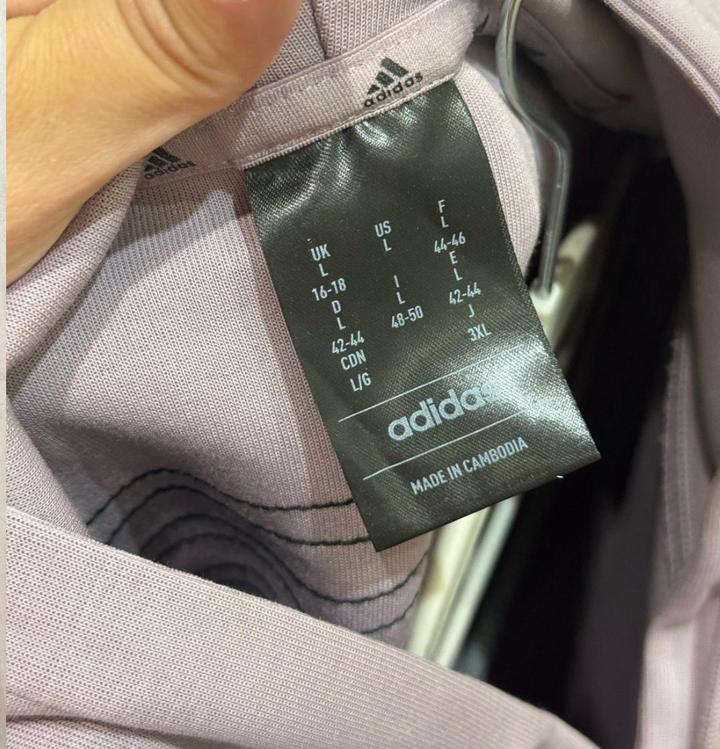 adidas
adidas
UK
L
16-18
D
L
42-44
CDN
L/G
US
L
I
L
48-50
F
L
44-46
E
L
42-44
J
3XL
adidas
MADE IN CAMBODIA